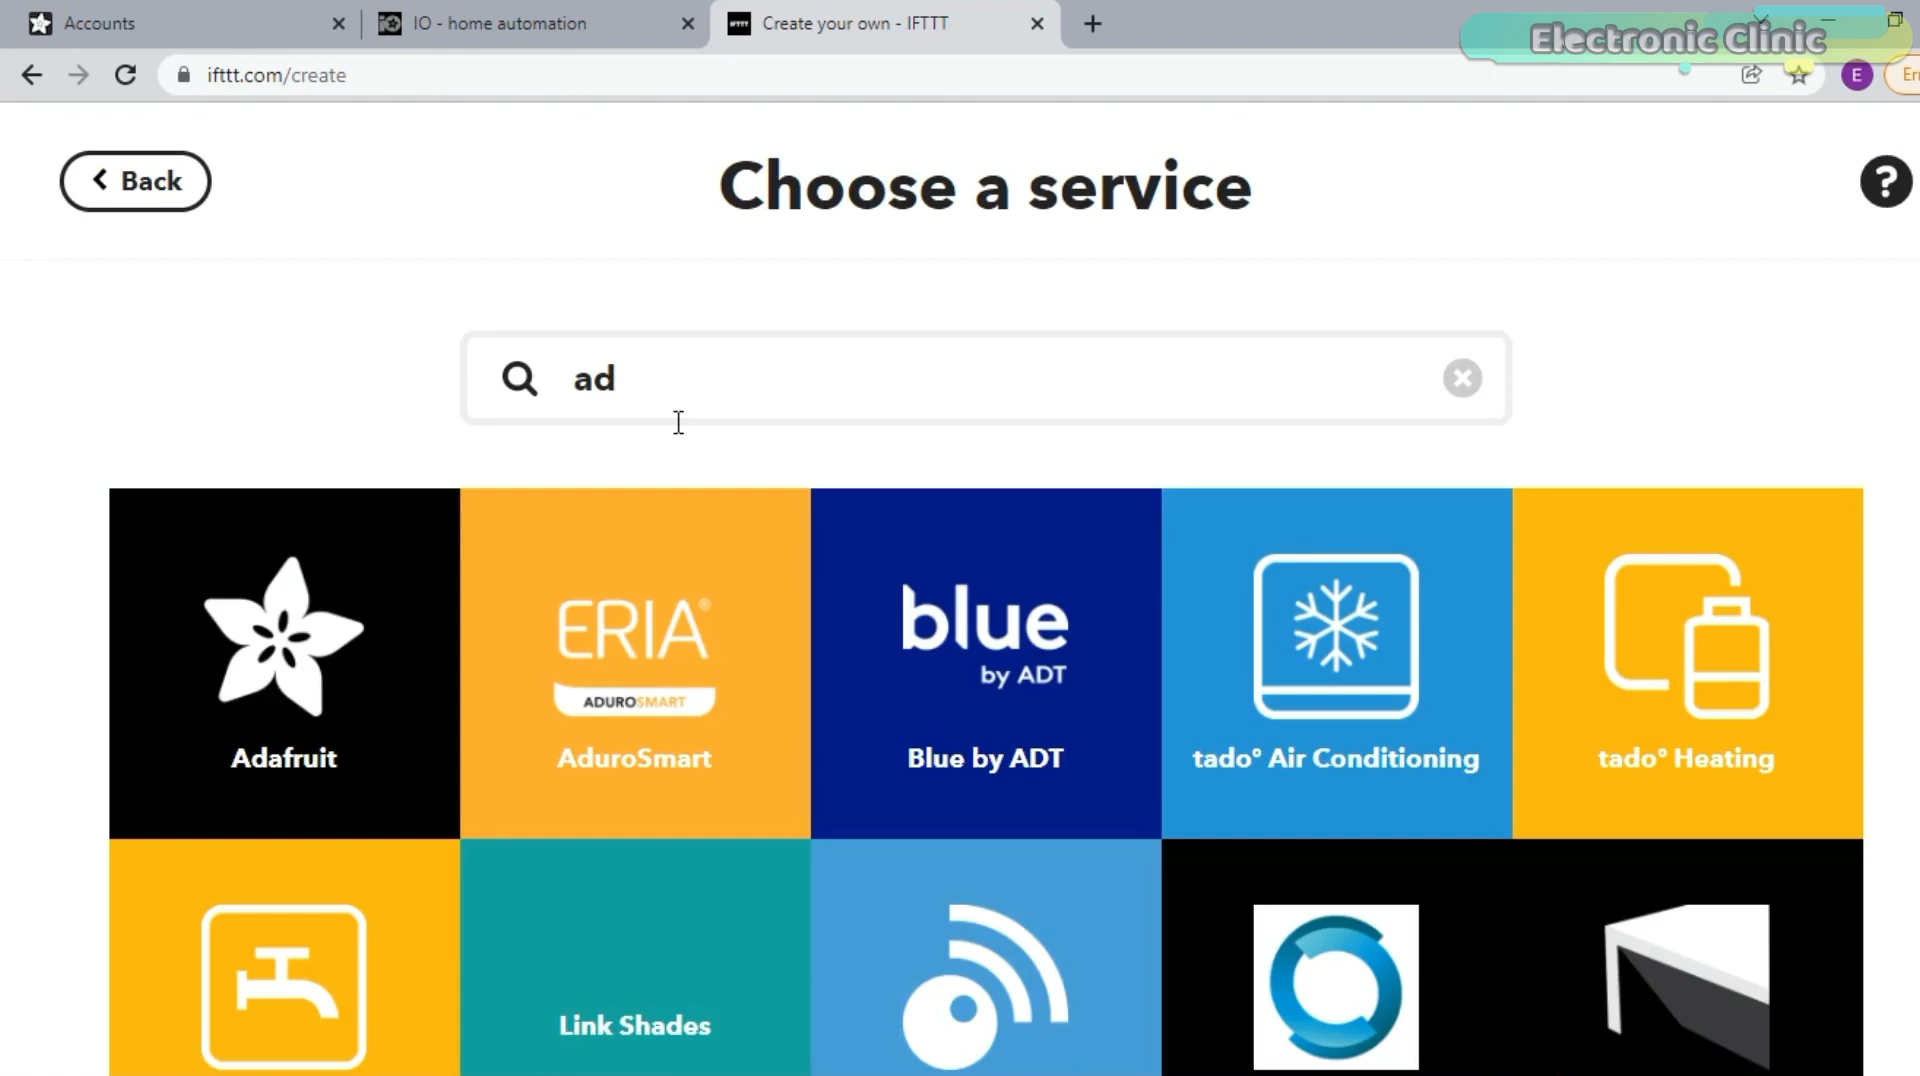 Accounts
IO - home automation
Create your own - IFTTT
Electronic Clinic
ifttt.com/create
E
Err
Back
Choose a service
?
ad
ERIA®
ADUROSMART
blue
by ADT
Adafruit
AduroSmart
Blue by ADT
tado° Air Conditioning
tado° Heating
Link Shades